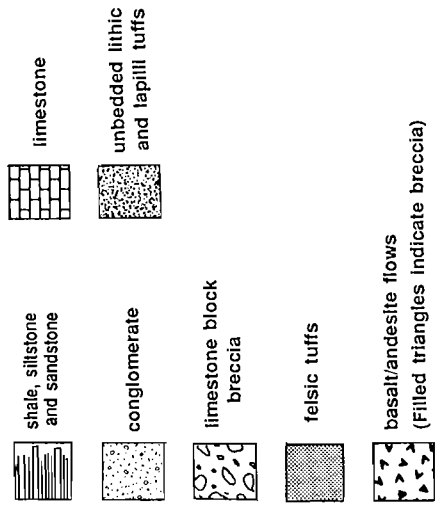 shale, siltstone
and sandstone
conglomerate
limestone block
breccia
felsic tuffs
basalt/andesite flows
(Filled triangles indicate breccia)
limestone
unbedded lithic
and lapilli tuffs